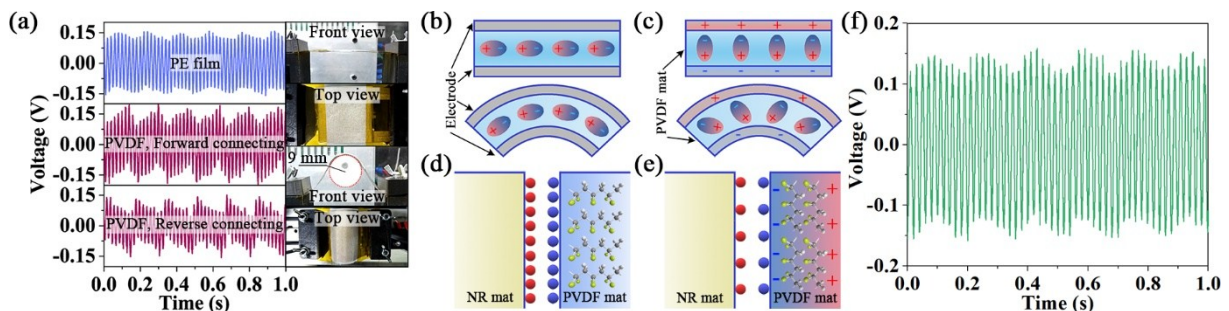 (a)
Voltage (V)
0.15
0.00
-0.15
PE film
0.15
0.00
-0.15
PVDF, Forward connecting
0.15
0.00
-0.15
PVDF, Reverse connecting
0.2 0.4 0.6 0.8 1.0
Time (s)
Front view
Top view
9 mm
Front view
Top view
(b)
Electrode
(c)
PVDF mat
(d)
NR mat
PVDF mat
(e)
NR mat
PVDF mat
(f)
Voltage (V)
0.2
0.1
0.0
-0.1
-0.2
0.0 0.2 0.4 0.6 0.8 1.0
Time (s)